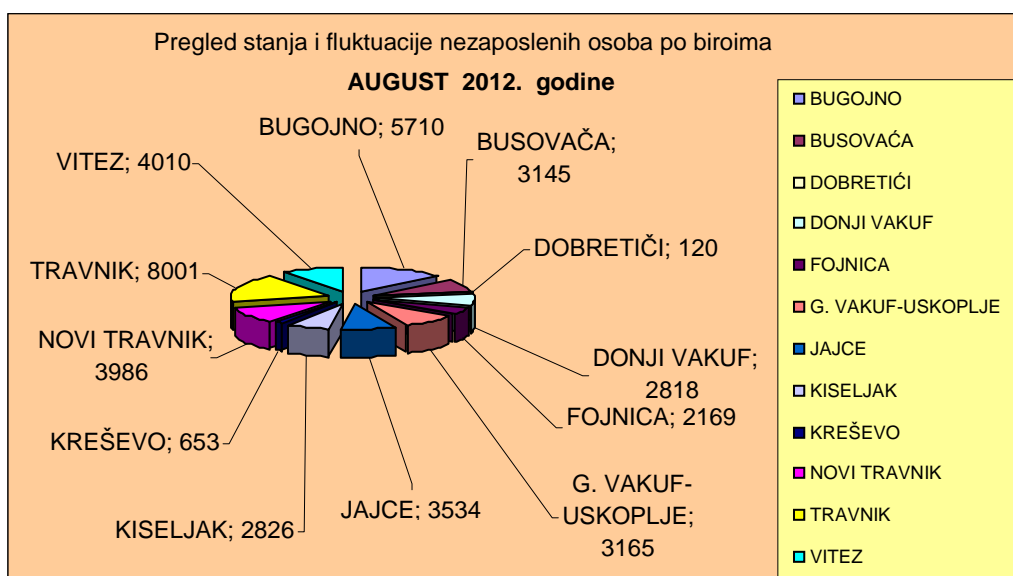 Pregled stanja i fluktuacije nezaposlenih osoba po biroima
AUGUST 2012. godine
BUGOJNO; 5710
BUSOVAČA;
3145
VITEZ; 4010
DOBRETIČI; 120
TRAVNIK; 8001
NOVI TRAVNIK;
3986
DONJI VAKUF;
2818
FOJNICA; 2169
KREŠEVO; 653
G. VAKUF-
USKOPLJE;
3165
JAJCE; 3534
KISELJAK; 2826
BUGOJNO
BUSOVAĆA
DOBRETIĆI
DONJI VAKUF
FOJNICA
G. VAKUF-USKOPLJE
JAJCE
KISELJAK
KREŠEVO
NOVI TRAVNIK
TRAVNIK
VITEZ